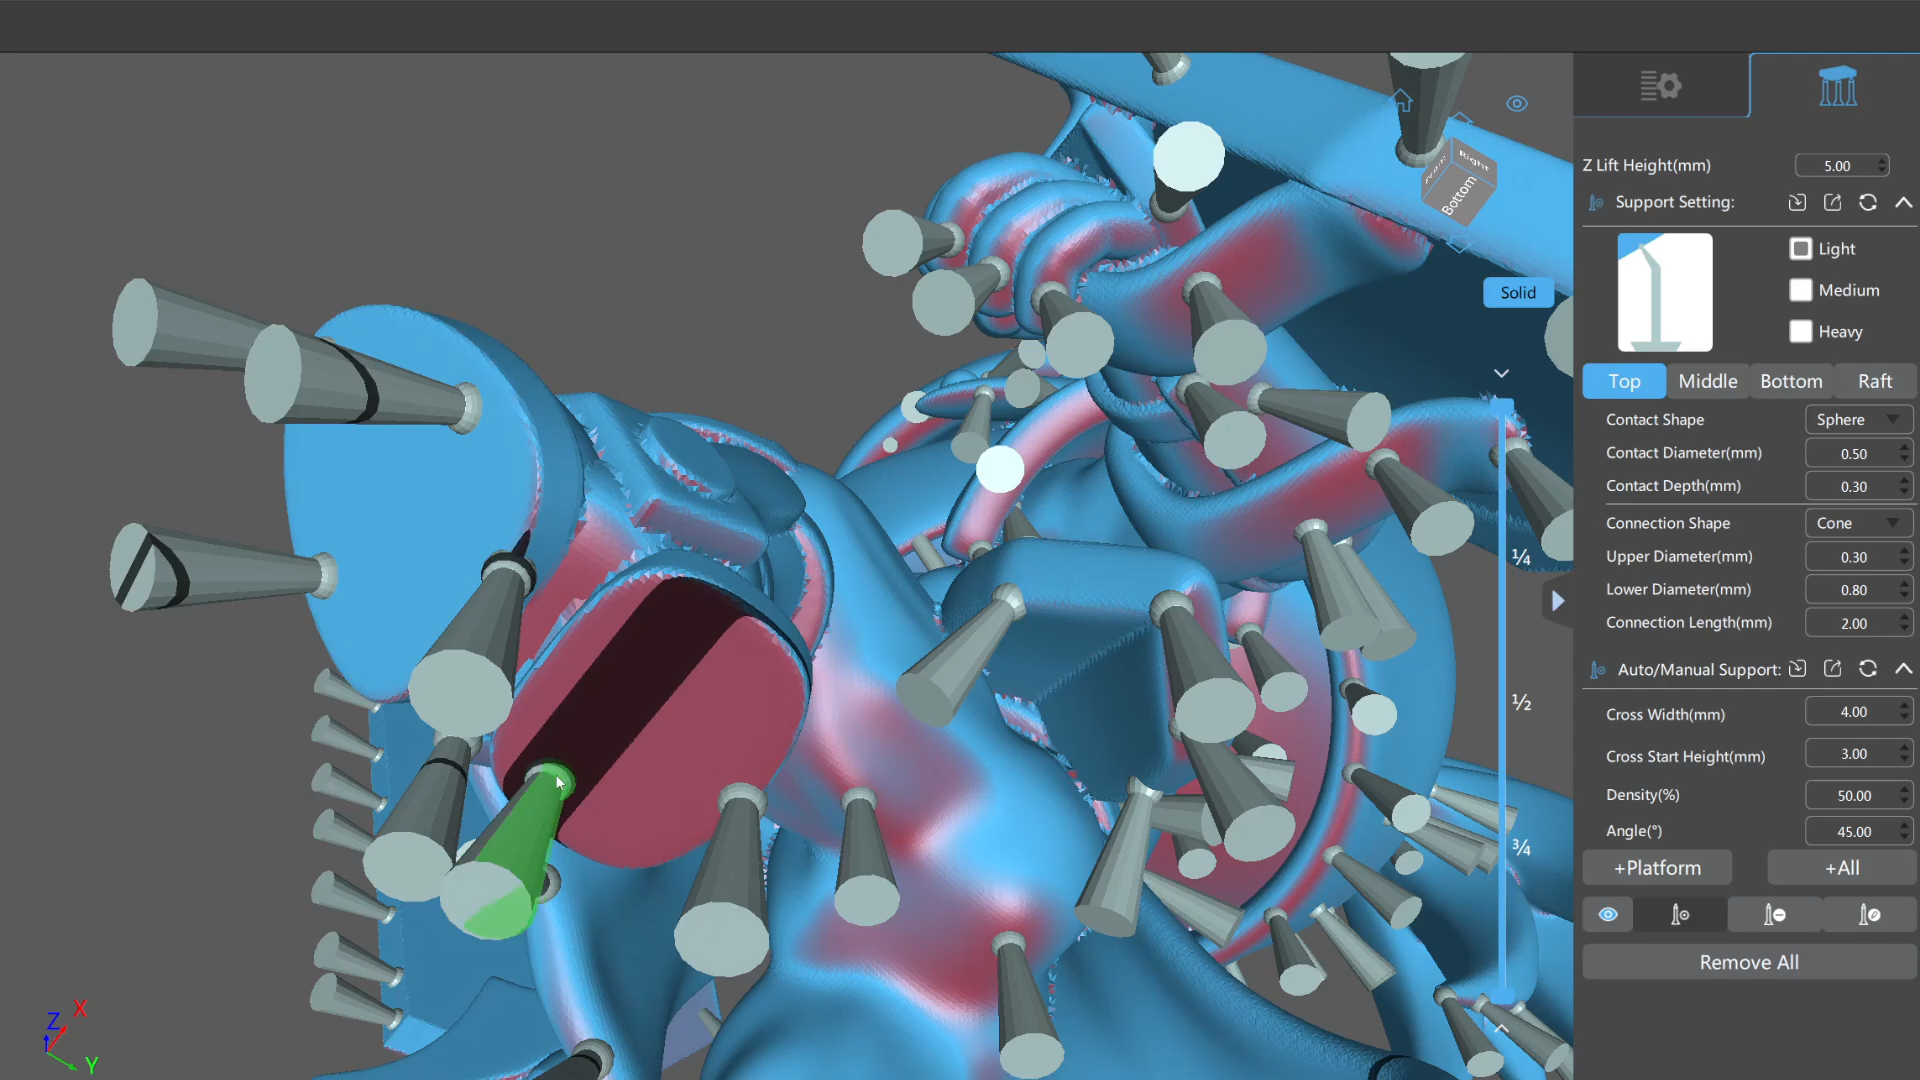 Right
Bottom
Solid
¼
½
¾
Z
X
Y
Z Lift Height(mm) 5.00
Support Setting:
Light
Medium
Heavy
Top Middle Bottom Raft
Contact Shape Sphere
Contact Diameter(mm) 0.50
Contact Depth(mm) 0.30
Connection Shape Cone
Upper Diameter(mm) 0.30
Lower Diameter(mm) 0.80
Connection Length(mm) 2.00
Auto/Manual Support:
Cross Width(mm) 4.00
Cross Start Height(mm) 3.00
Density(%) 50.00
Angle(°) 45.00
+Platform +All
Remove All